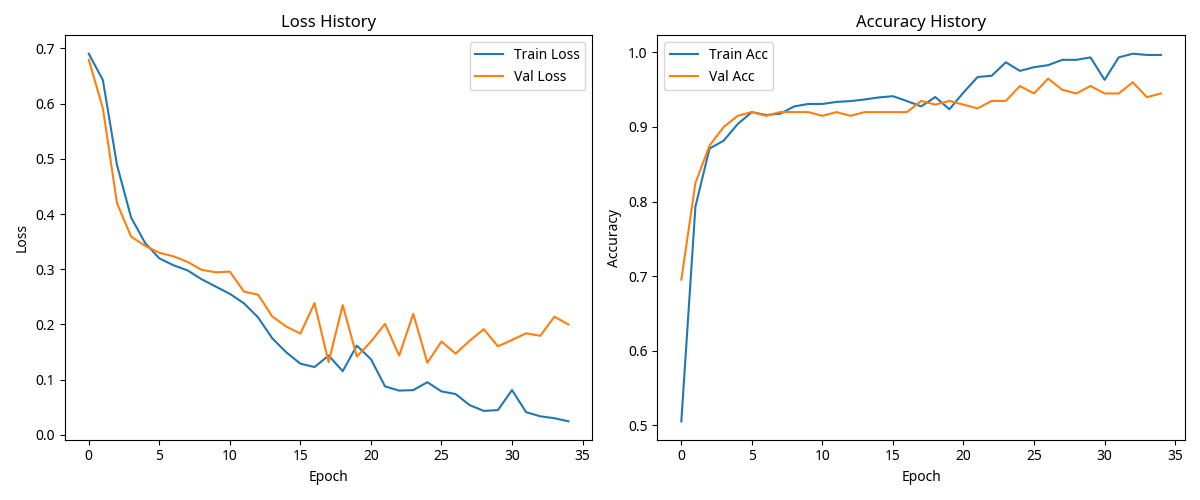 Loss History
0.7
0.6
0.5
0.4
0.3
0.2
0.1
0.0
Loss
0 5 10 15 20 25 30 35
Epoch
Train Loss
Val Loss
Accuracy History
1.0
0.9
0.8
0.7
0.6
0.5
Accuracy
0 5 10 15 20 25 30 35
Epoch
Train Acc
Val Acc